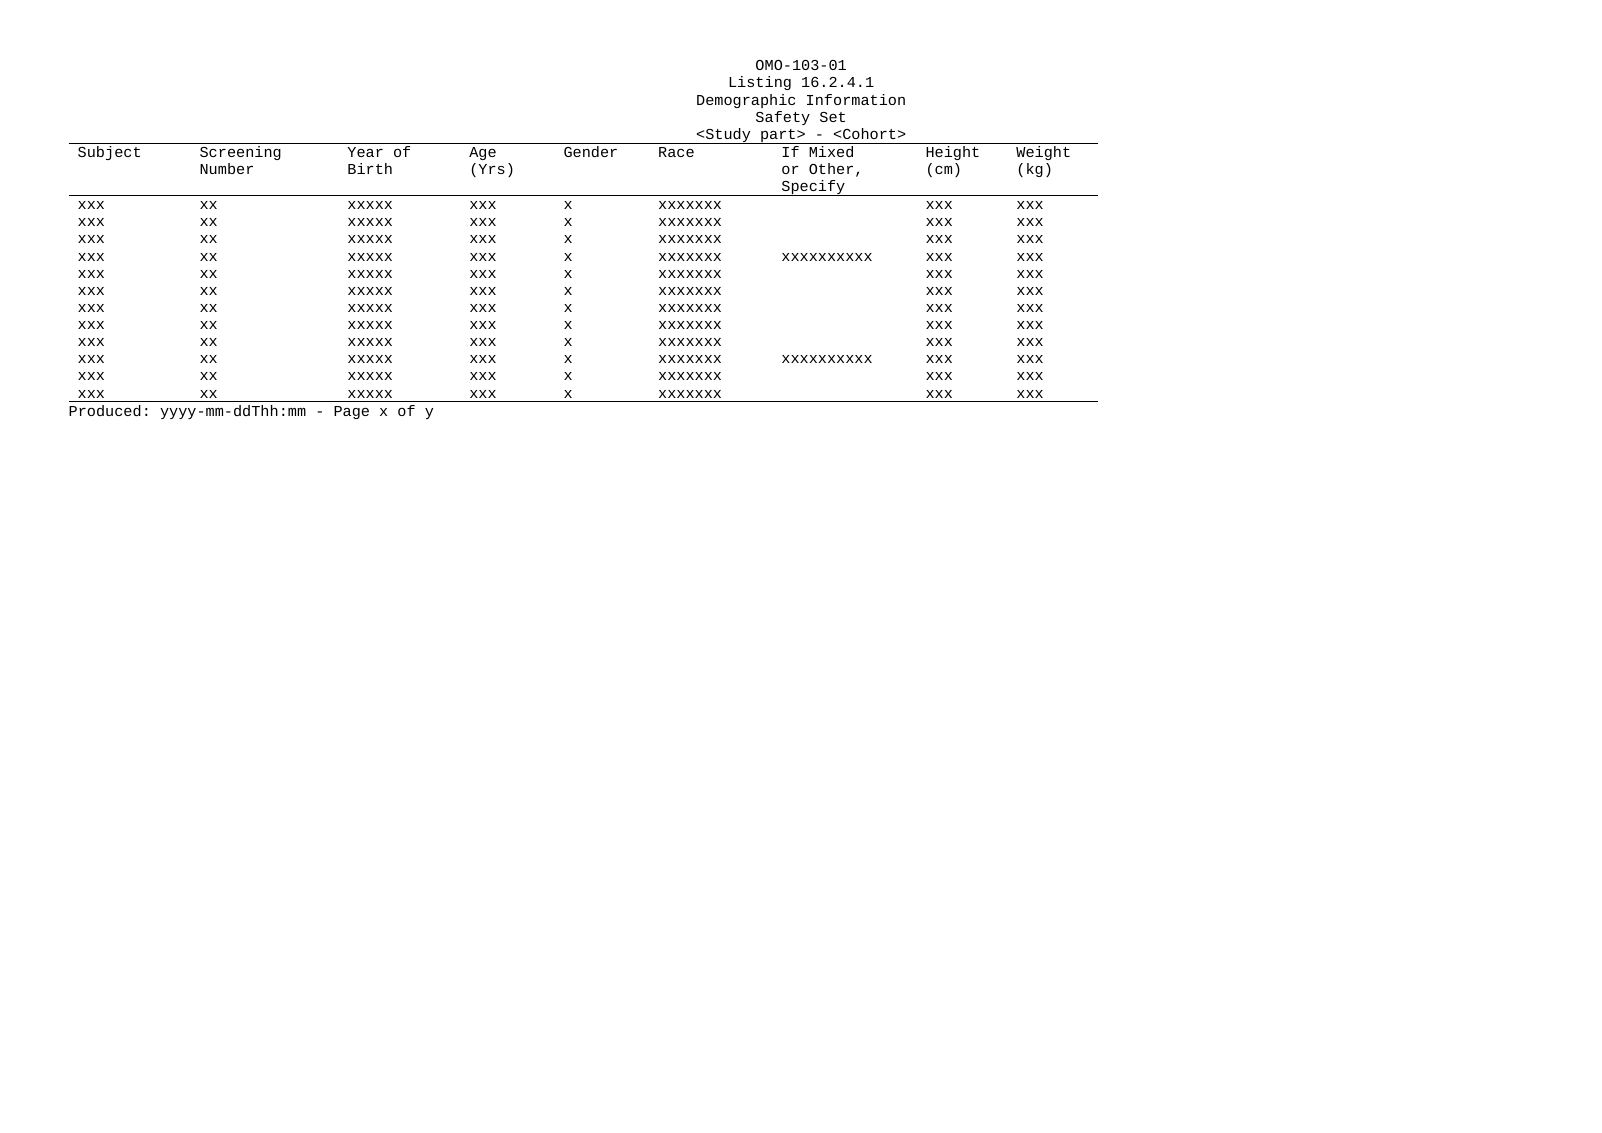 OMO-103-01
Listing 16.2.4.1
Demographic Information
Safety Set
<Study part> - <Cohort>
Subject Screening Year of Age Gender Race If Mixed Height Weight
Number Birth (Yrs) or Other, (cm) (kg)
Specify
xxx xx xxxxx xxx x xxxxxxx xxx xxx
xxx xx xxxxx xxx x xxxxxxx xxx xxx
xxx xx xxxxx xxx x xxxxxxx xxx xxx
xxx xx xxxxx xxx x xxxxxxx xxxxxxxxxx xxx xxx
xxx xx xxxxx xxx x xxxxxxx xxx xxx
xxx xx xxxxx xxx x xxxxxxx xxx xxx
xxx xx xxxxx xxx x xxxxxxx xxx xxx
xxx xx xxxxx xxx x xxxxxxx xxx xxx
xxx xx xxxxx xxx x xxxxxxx xxx xxx
xxx xx xxxxx xxx x xxxxxxx xxxxxxxxxx xxx xxx
xxx xx xxxxx xxx x xxxxxxx xxx xxx
xxx xx xxxxx xxx x xxxxxxx xxx xxx
Produced: yyyy-mm-ddThh:mm - Page x of y